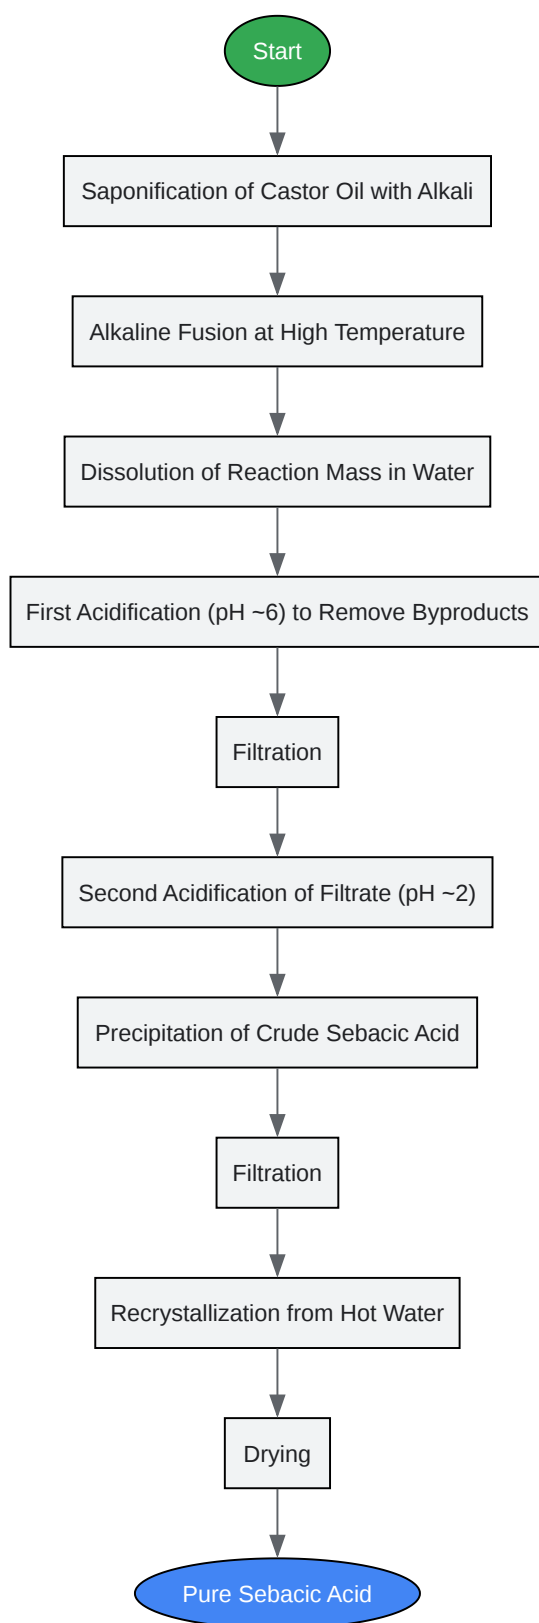 Start
Saponification of Castor Oil with Alkali
Alkaline Fusion at High Temperature
Dissolution of Reaction Mass in Water
First Acidification (pH ~6) to Remove Byproducts
Filtration
Second Acidification of Filtrate (pH ~2)
Precipitation of Crude Sebacic Acid
Filtration
Recrystallization from Hot Water
Drying
Pure Sebacic Acid